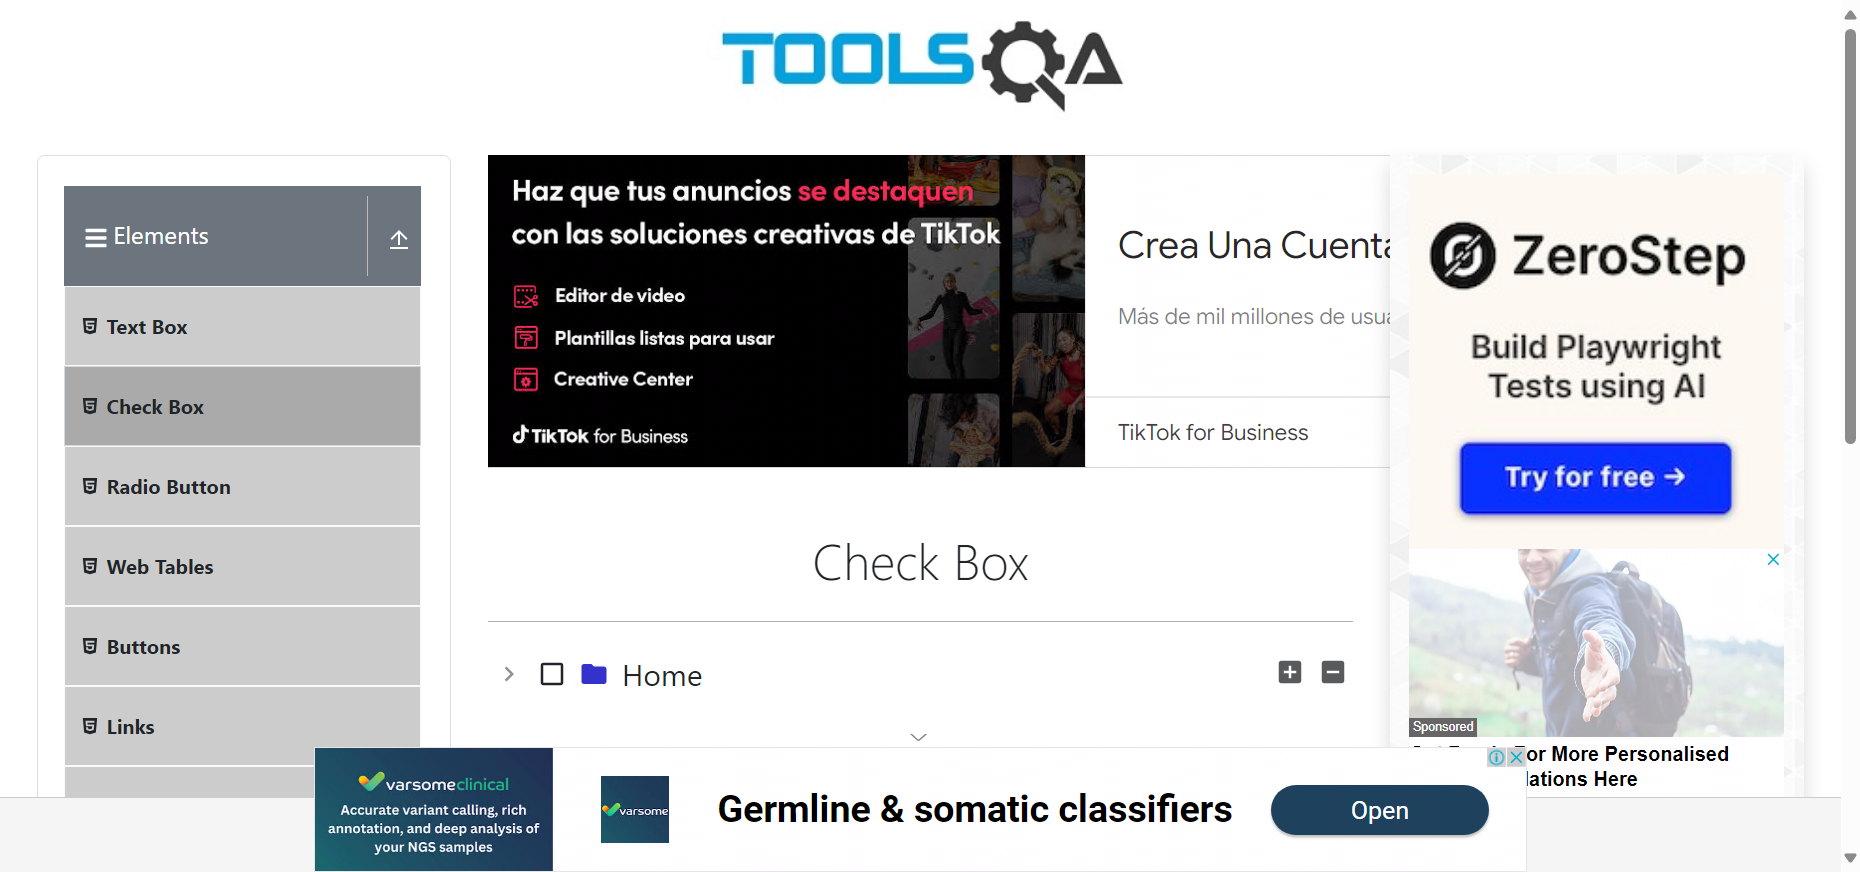 TOOLSQA
Elements
Text Box
Check Box
Radio Button
Web Tables
Buttons
Links
Haz que tus anuncios se destaquen
con las soluciones creativas de TikTok
Editor de video
Plantillas listas para usar
Creative Center
TikTok for Business
Crea Una Cuenta
Más de mil millones de usua
TikTok for Business
ZeroStep
Build Playwright
Tests using AI
Try for free →
Check Box
Home
Sponsored
For More Personalised
Here
varsomeclinical
Accurate variant calling, rich
annotation, and deep analysis of
your NGS samples
varsome
Germline & somatic classifiers
Open